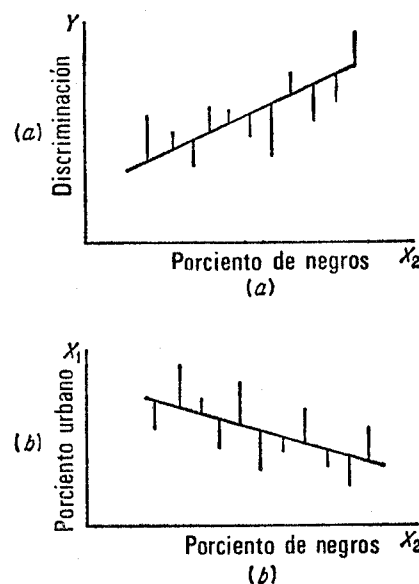 Y
Discriminación
(a)
Porciento de negros X₂
(a)
X₁
Porciento urbano
(b)
Porciento de negros X₂
(b)